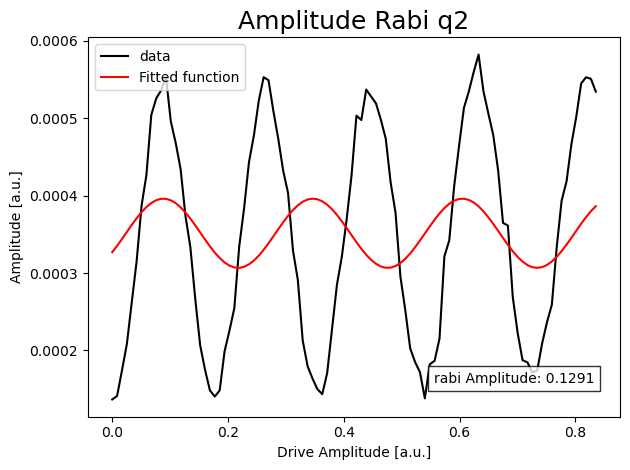 Amplitude Rabi q2
data
Fitted function
0.0006
0.0005
0.0004
0.0003
0.0002
Amplitude [a.u.]
rabi Amplitude: 0.1291
0.0
0.2
0.4
0.6
0.8
Drive Amplitude [a.u.]